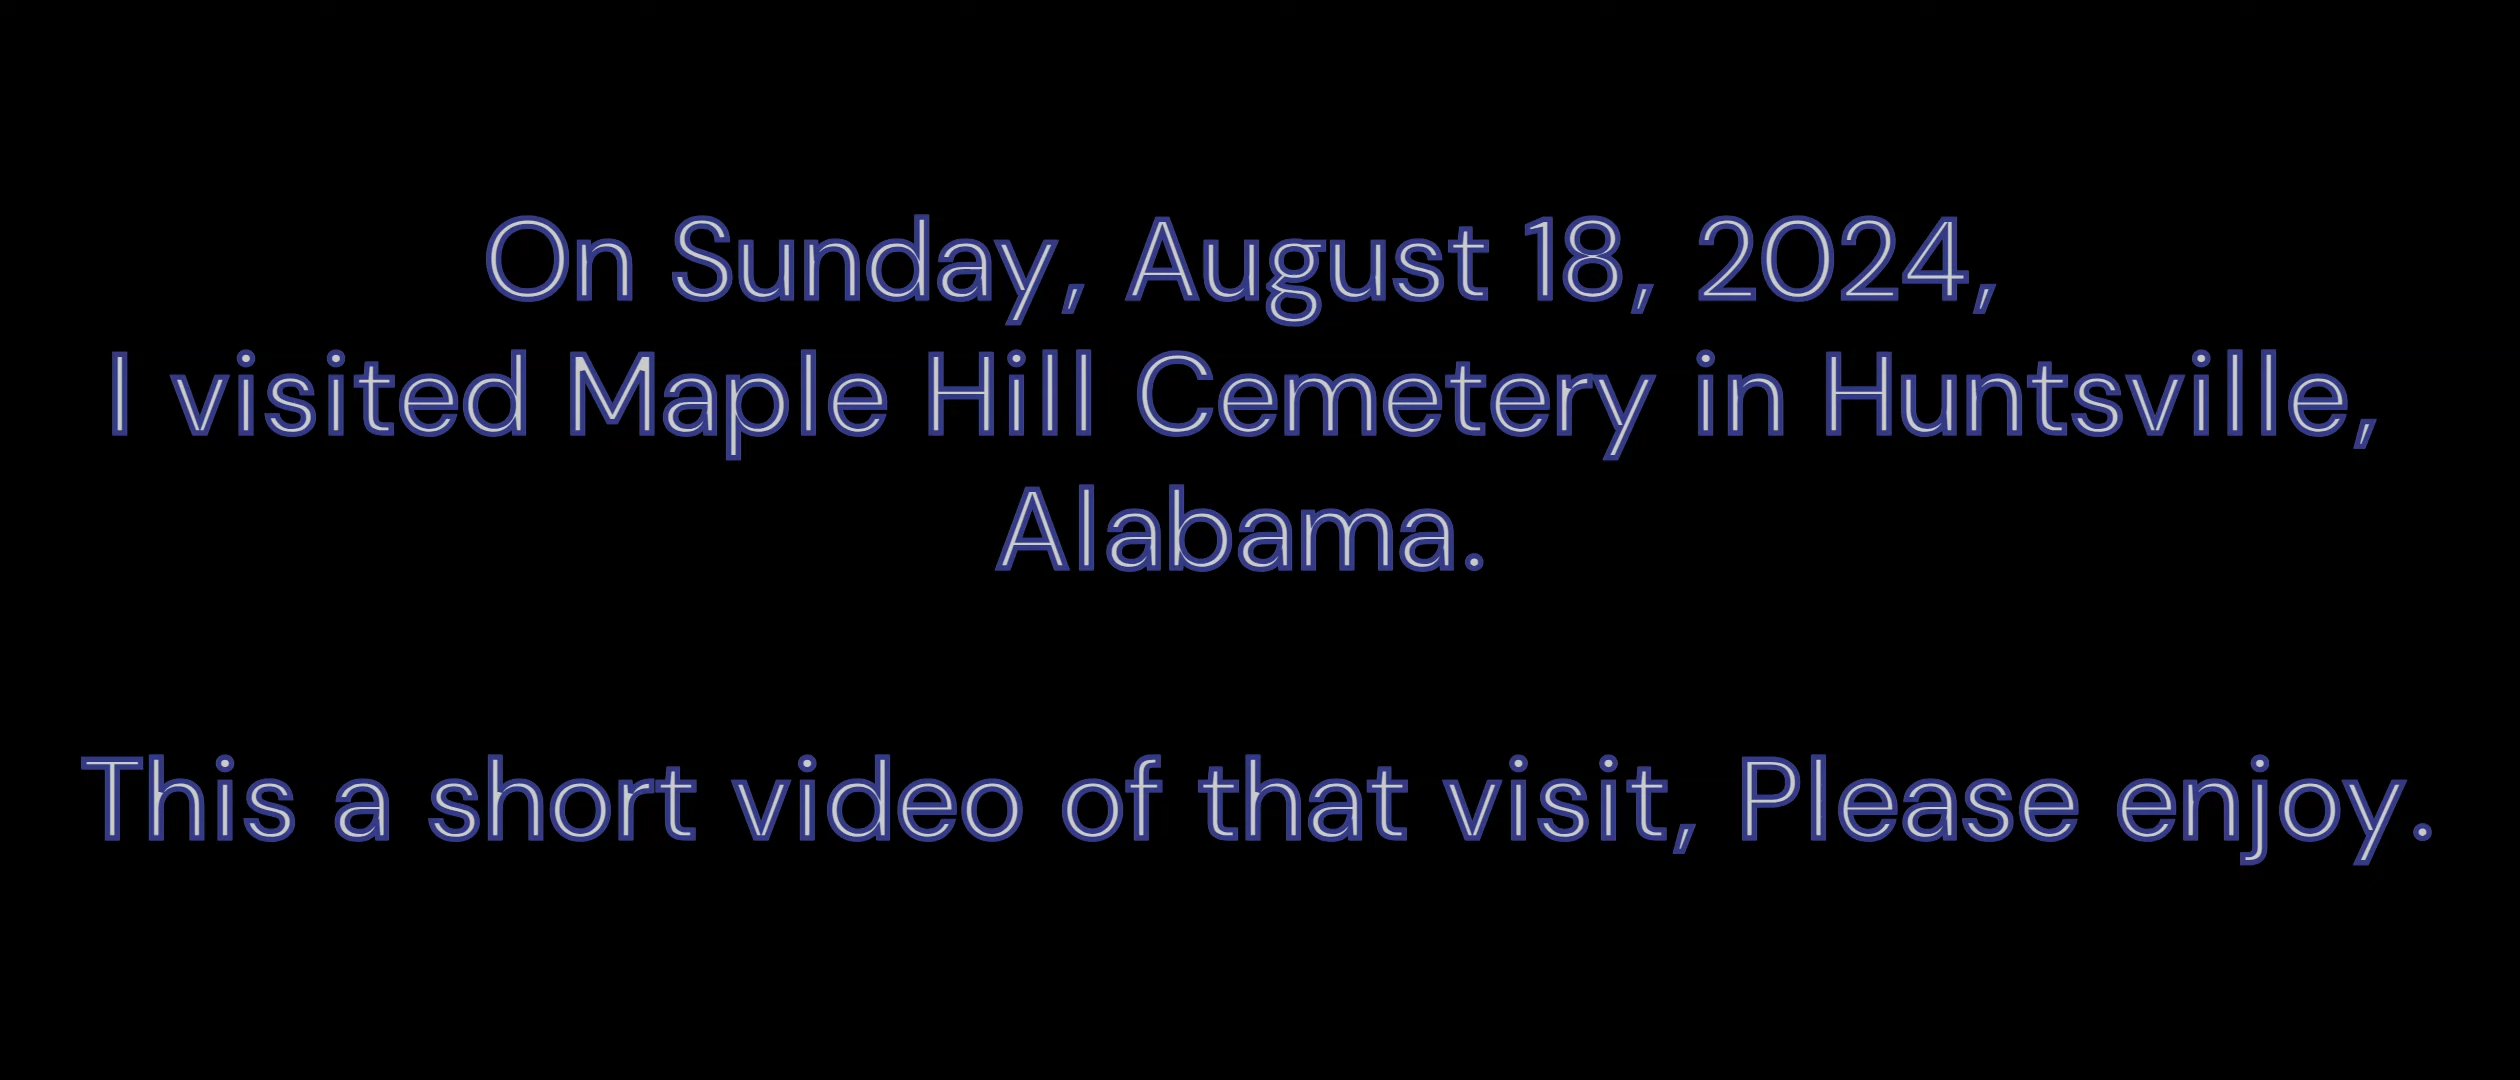 On Sunday, August 18, 2024,
I visited Maple Hill Cemetery in Huntsville,
Alabama.
This a short video of that visit, Please enjoy.